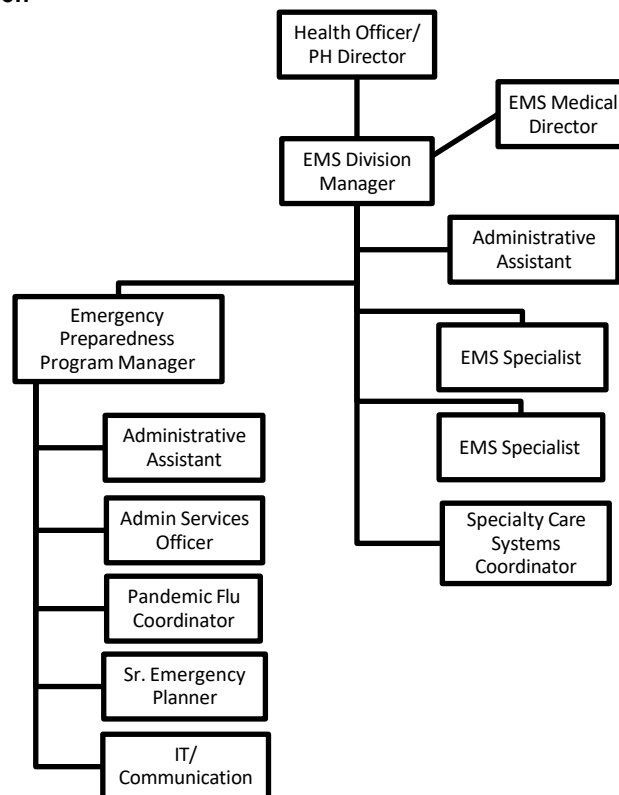 Health Officer/
PH Director
EMS Medical
Director
EMS Division
Manager
Administrative
Assistant
Emergency
Preparedness
Program Manager
EMS Specialist
Administrative
Assistant
EMS Specialist
Admin Services
Officer
Specialty Care
Systems
Coordinator
Pandemic Flu
Coordinator
Sr. Emergency
Planner
IT/
Communication